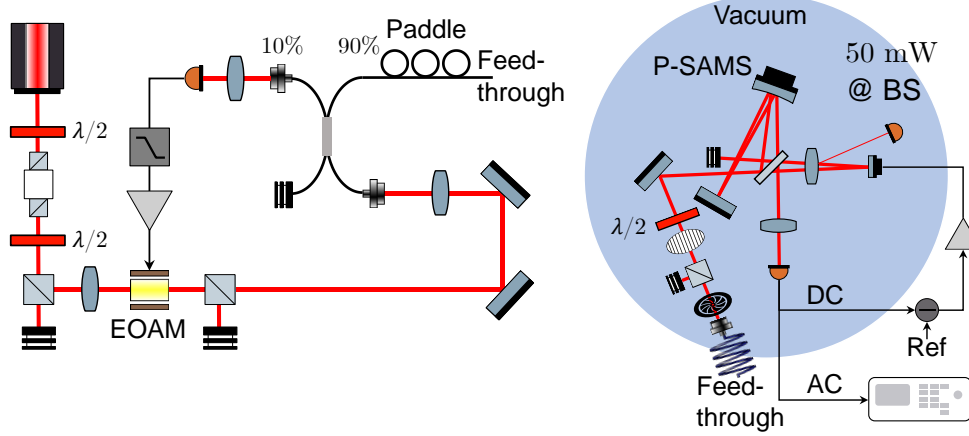 λ/2
λ/2
EOAM
10%
90%
Paddle
Feed-
through
Vacuum
P-SAMS
50 mW
@ BS
λ/2
Feed-
through
DC
Ref
AC